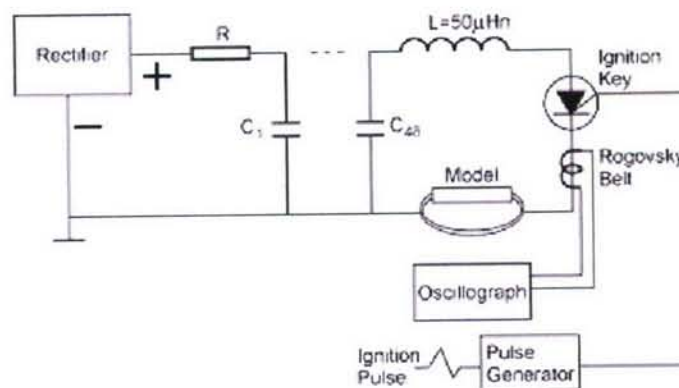 L=50μHn
R
Rectifier
Ignition
Key
+
−
C1
C48
Rogovsky
Belt
Model
Oscillograph
Ignition
Pulse
Pulse
Generator